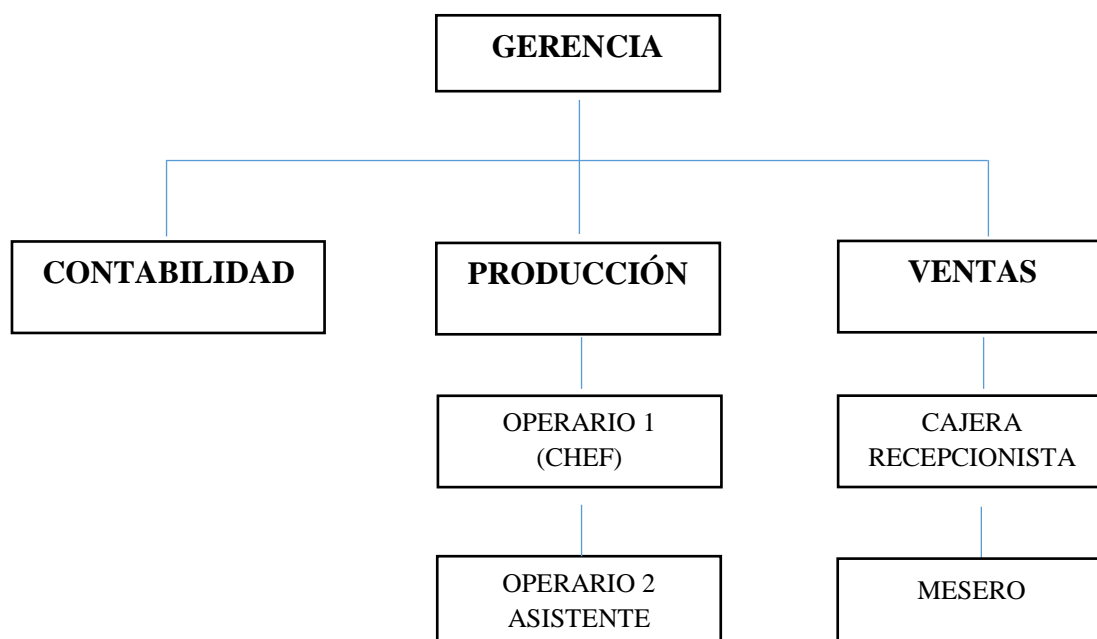 GERENCIA
CONTABILIDAD
PRODUCCIÓN
VENTAS
OPERARIO 1
(CHEF)
CAJERA
RECEPCIONISTA
OPERARIO 2
ASISTENTE
MESERO